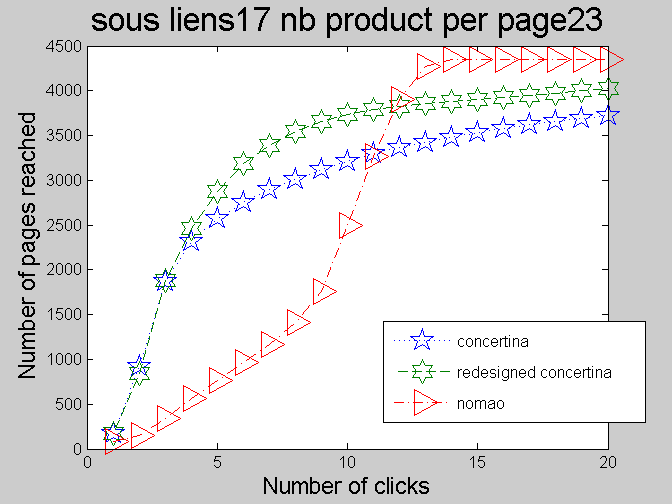 sous liens17 nb product per page23
Number of pages reached
4500
4000
3500
3000
2500
2000
1500
1000
500
0
concertina
redesigned concertina
nomao
0 5 10 15 20
Number of clicks